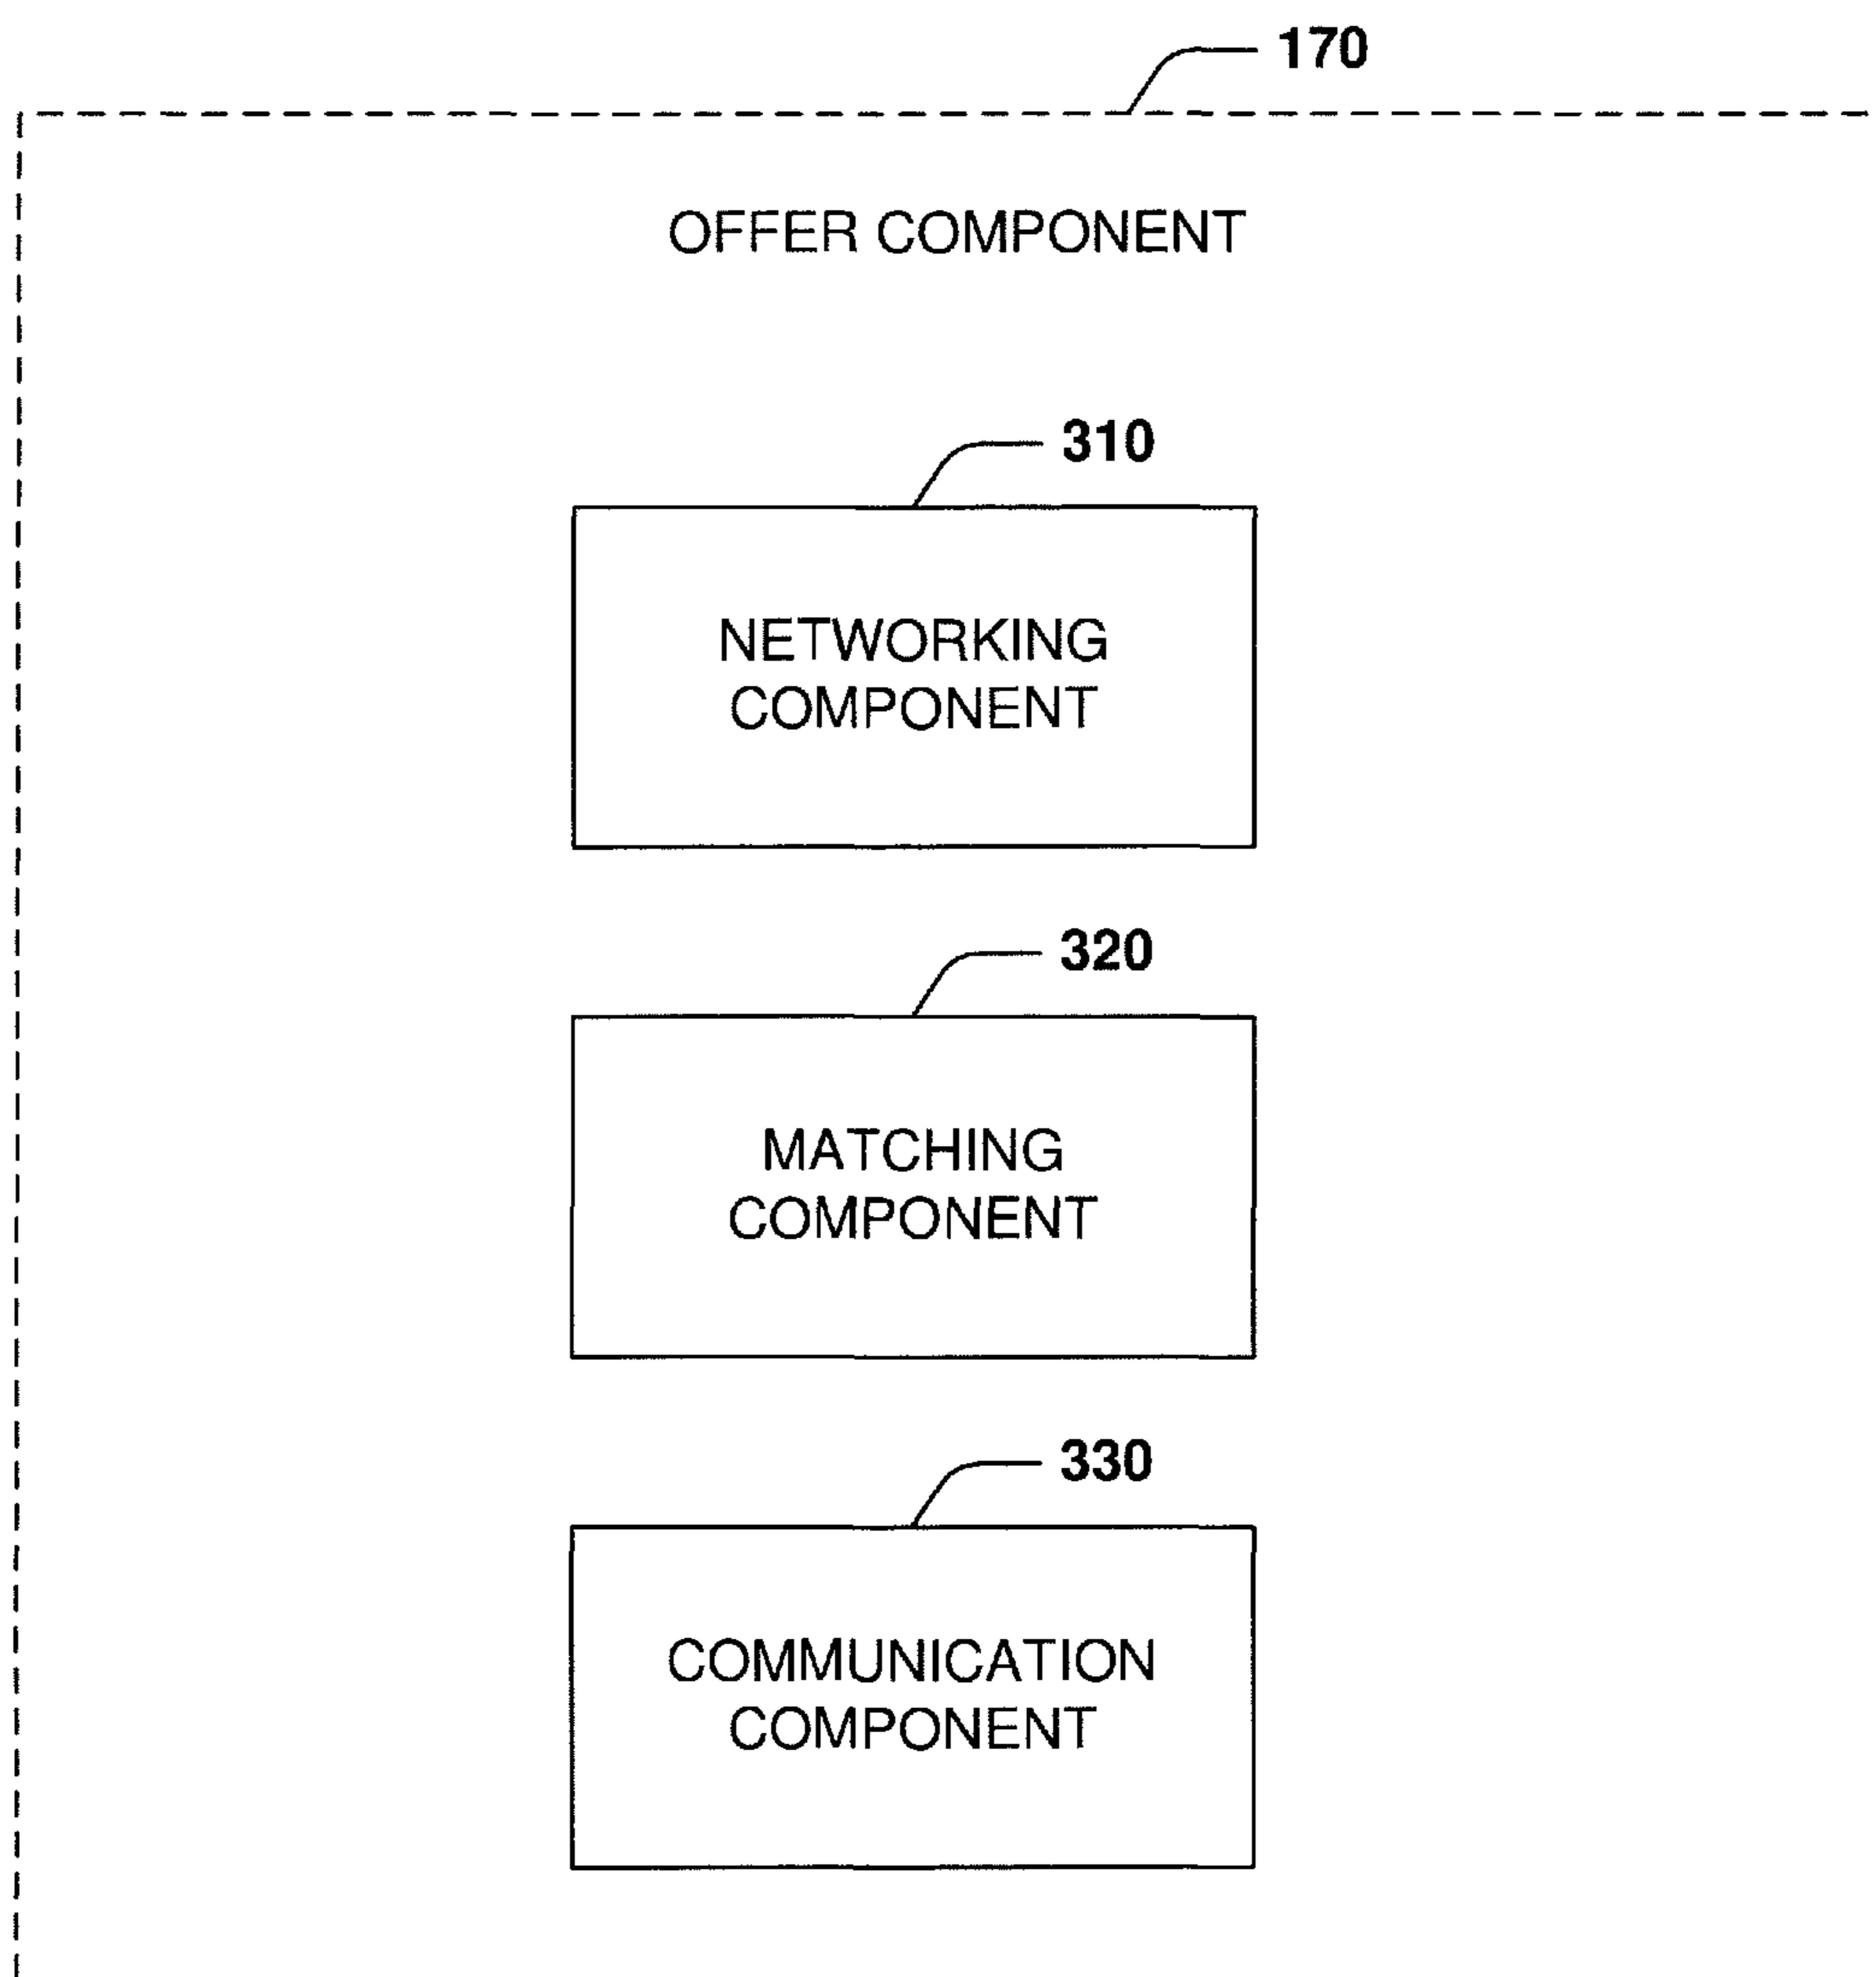 170
OFFER COMPONENT
310
NETWORKING
COMPONENT
320
MATCHING
COMPONENT
330
COMMUNICATION
COMPONENT